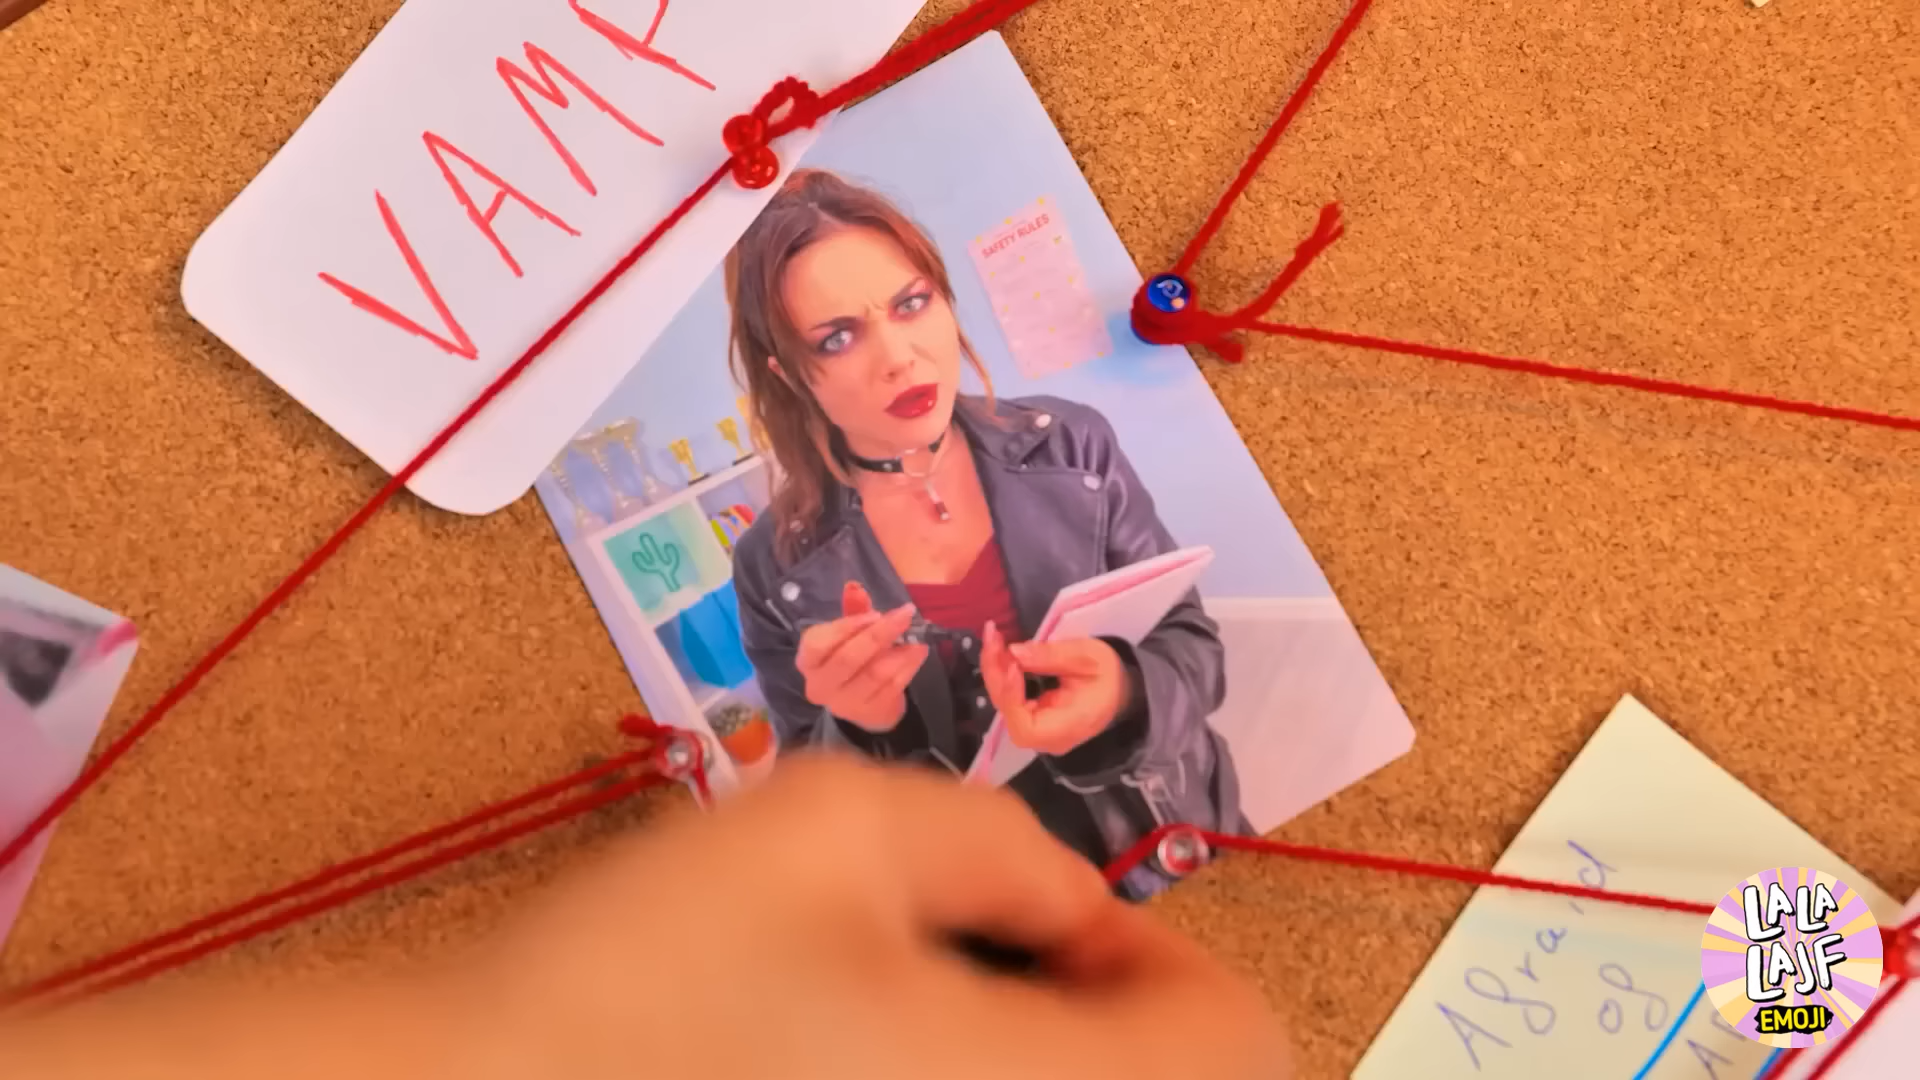 VAMP
SAFETY RULES
Afraid
of
LA LA
LAJF
EMOJI